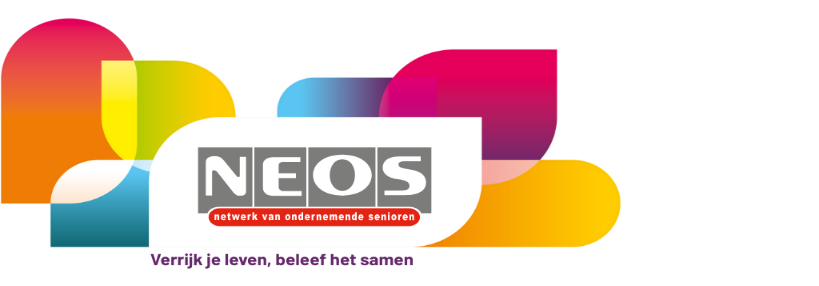 NEOS
netwerk van ondernemende senioren
Verrijk je leven, beleef het samen